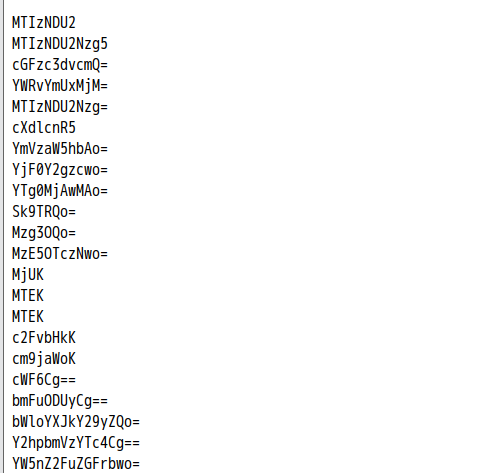 MTIzNDU2
MTIzNDU2Nzg5
cGFzc3dvcmQ=
YWRvYmUxMjM=
MTIzNDU2Nzg=
cXdlcnR5
YmVzaW5hbAo=
YjF0Y2gzcwo=
YTg0MjAwMAo=
Sk9TRQo=
Mzg3OQo=
MzE5OTczNwo=
MjUK
MTEK
MTEK
c2FvbHkK
cm9jaWoK
cWF6Cg==
bmFuODUyCg==
bWloYXJkY29yZQo=
Y2hpbmVzYTc4Cg==
YW5nZ2FuZGFrbwo=